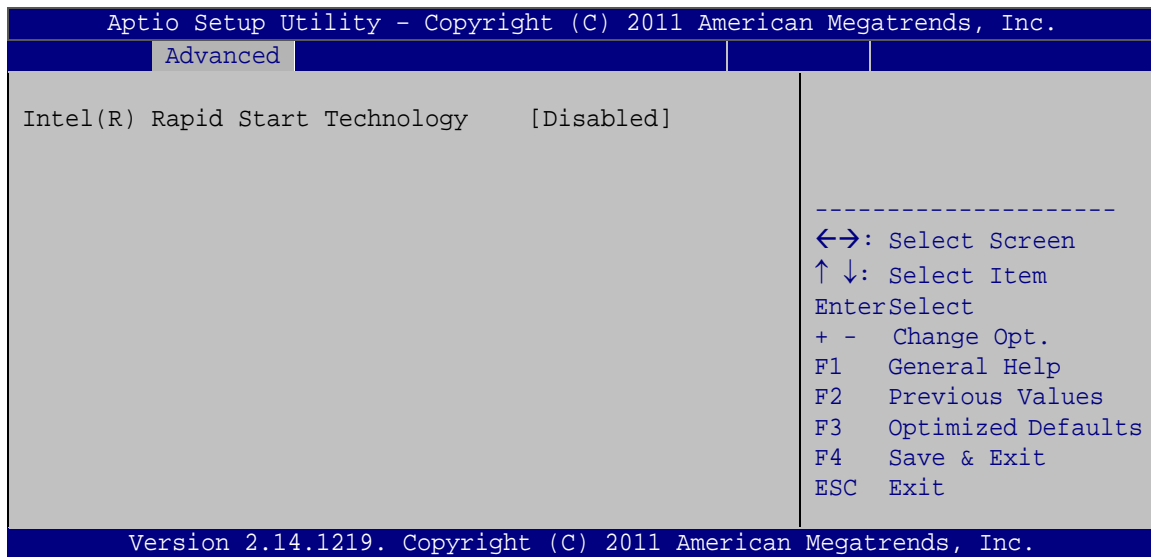 Aptio Setup Utility – Copyright (C) 2011 American Megatrends, Inc.
Advanced
Intel(R) Rapid Start Technology [Disabled]
---------------------
←→: Select Screen
↑ ↓: Select Item
EnterSelect
+ - Change Opt.
F1 General Help
F2 Previous Values
F3 Optimized Defaults
F4 Save & Exit
ESC Exit
Version 2.14.1219. Copyright (C) 2011 American Megatrends, Inc.